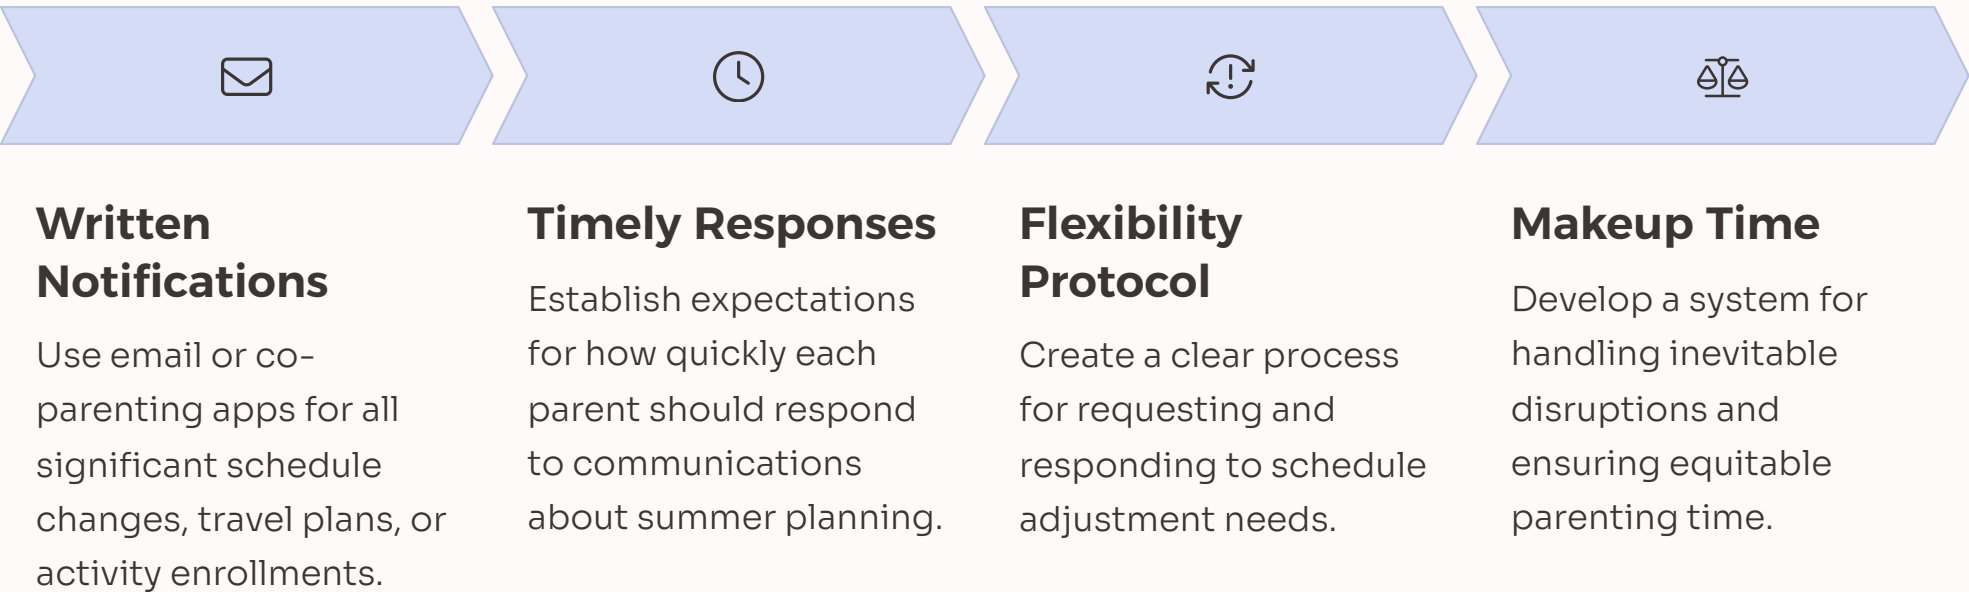 Written
Notifications
Use email or co-
parenting apps for all
significant schedule
changes, travel plans, or
activity enrollments.
Timely Responses
Establish expectations
for how quickly each
parent should respond
to communications
about summer planning.
Flexibility
Protocol
Create a clear process
for requesting and
responding to schedule
adjustment needs.
Makeup Time
Develop a system for
handling inevitable
disruptions and
ensuring equitable
parenting time.